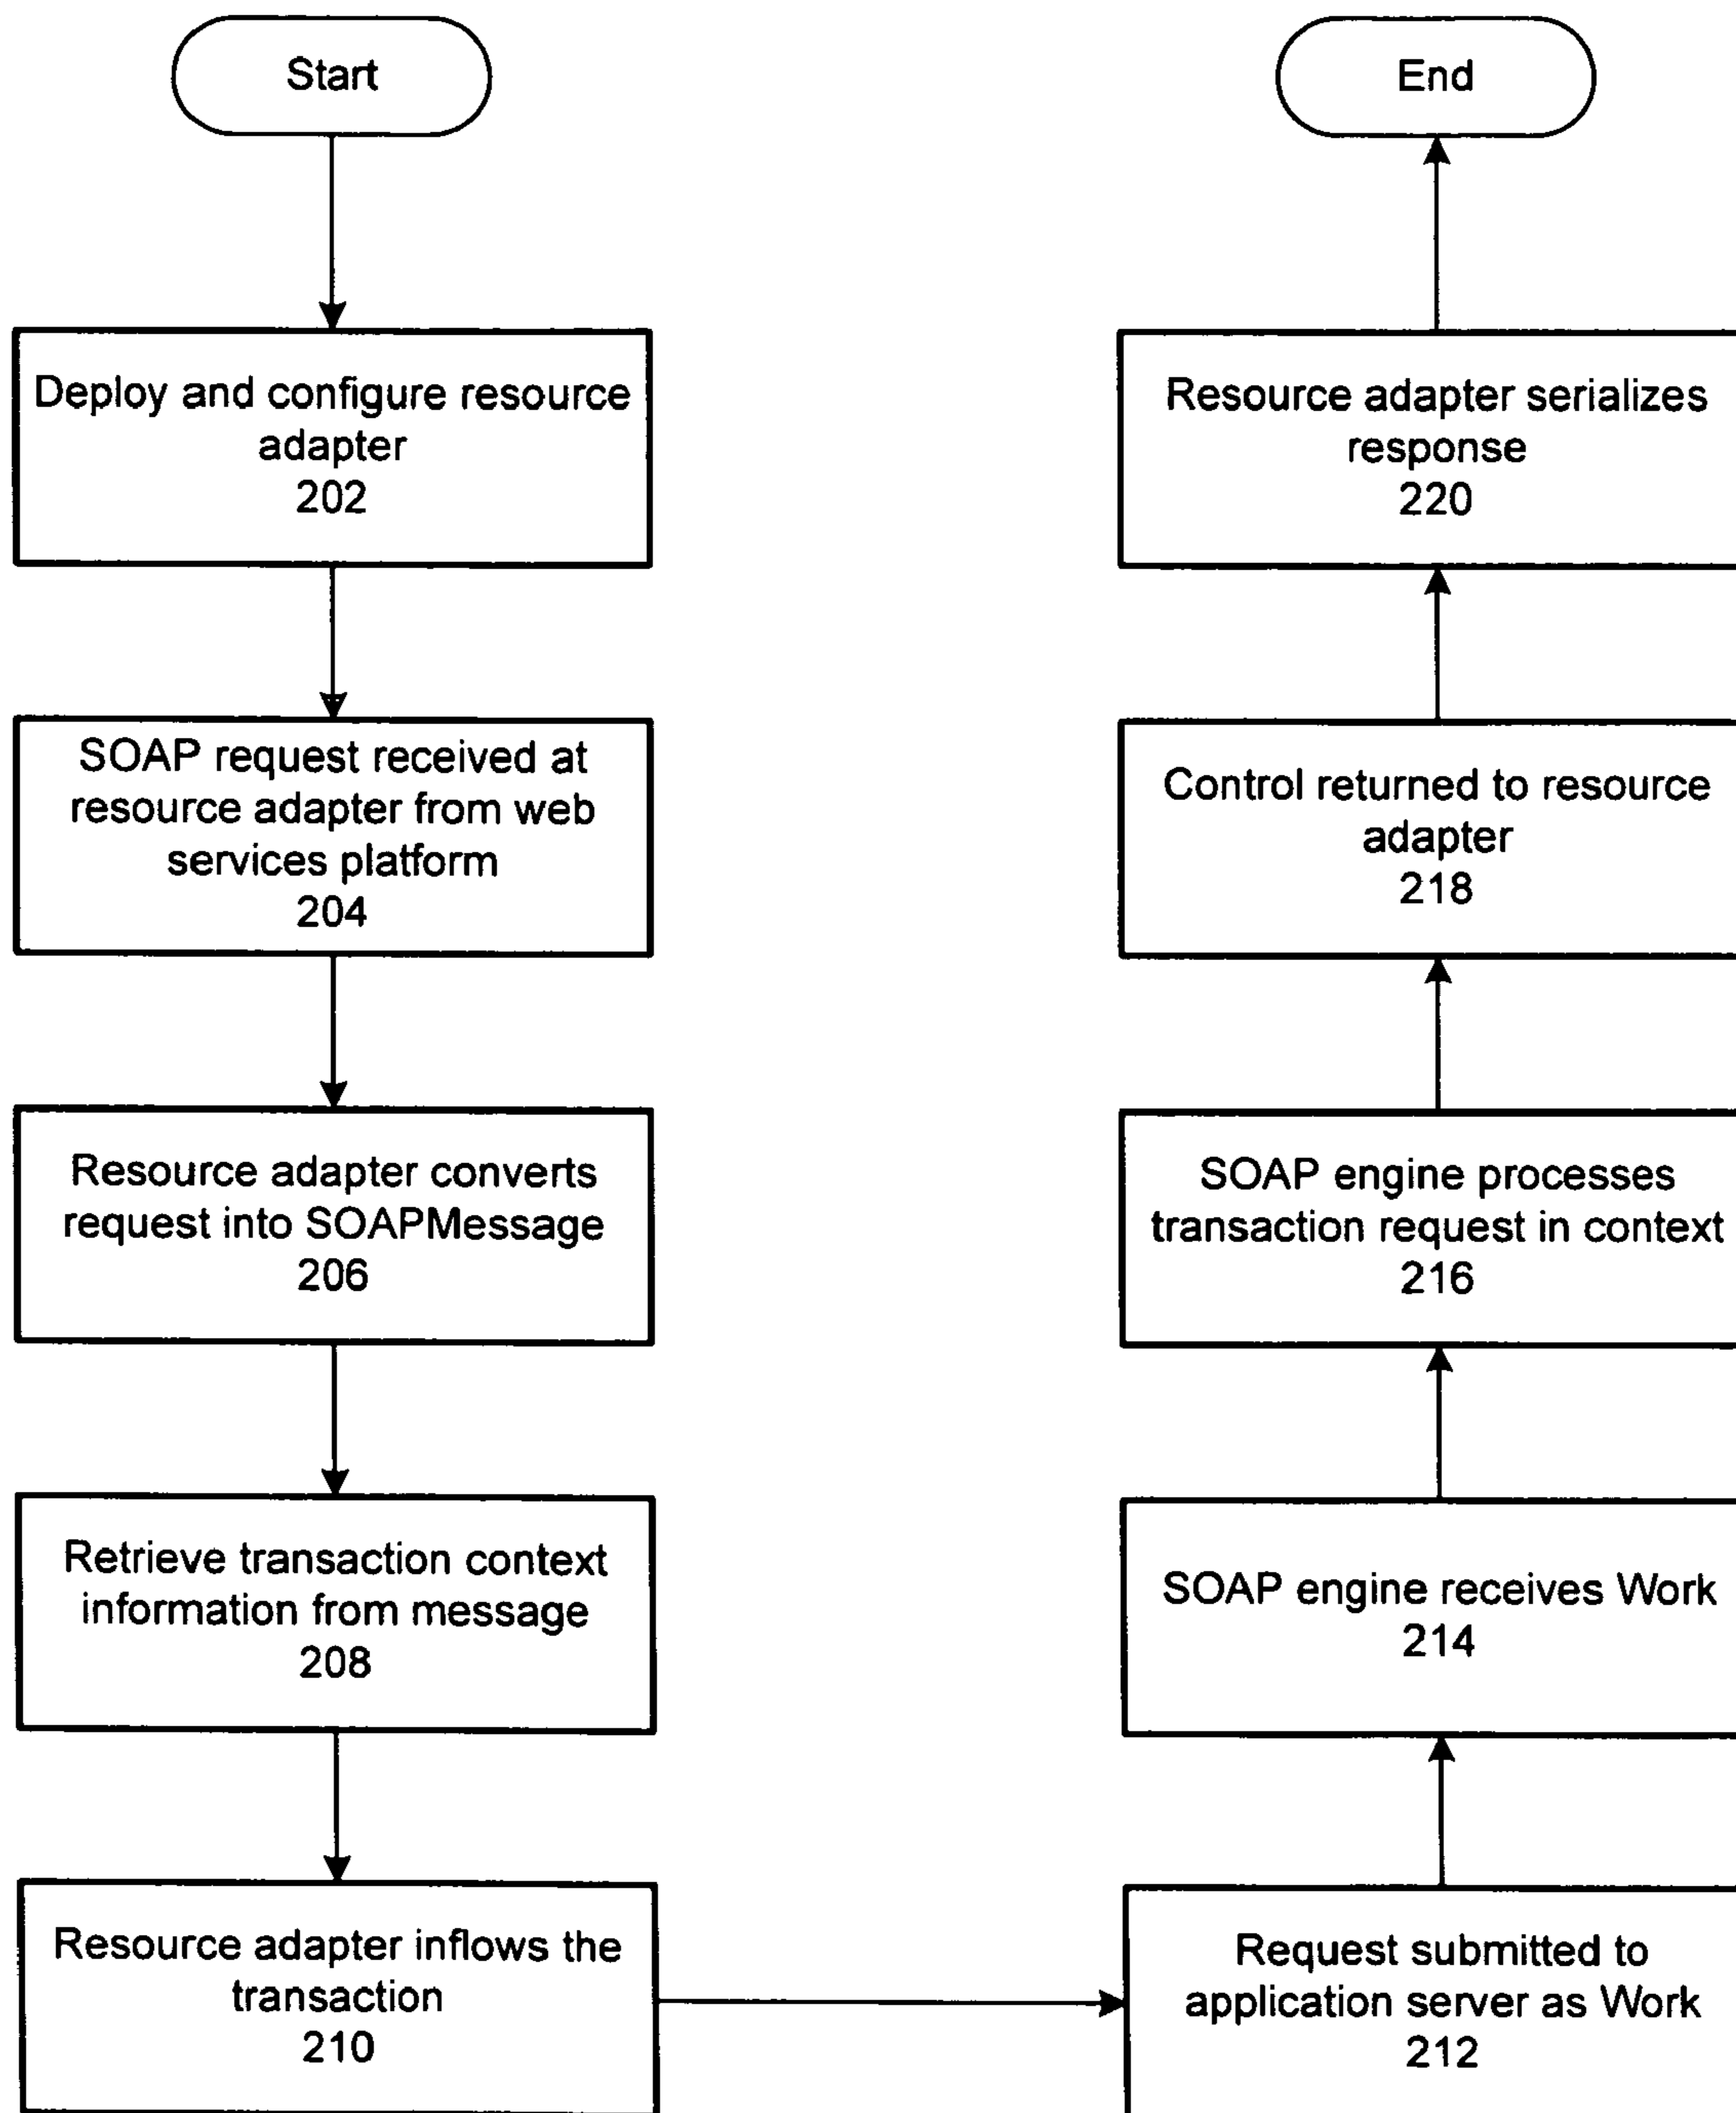 Start
Deploy and configure resource
adapter
202
SOAP request received at
resource adapter from web
services platform
204
Resource adapter converts
request into SOAPMessage
206
Retrieve transaction context
information from message
208
Resource adapter inflows the
transaction
210
Request submitted to
application server as Work
212
SOAP engine receives Work
214
SOAP engine processes
transaction request in context
216
Control returned to resource
adapter
218
Resource adapter serializes
response
220
End